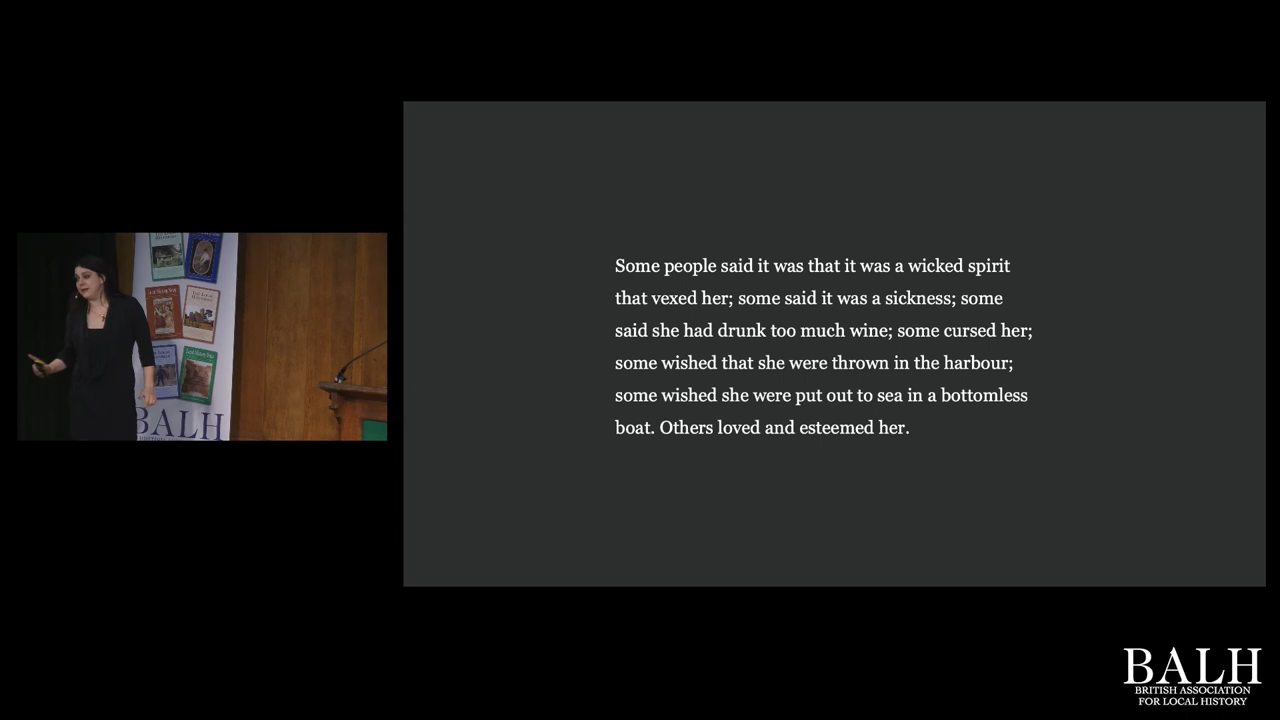 Some people said it was that it was a wicked spirit
that vexed her; some said it was a sickness; some
said she had drunk too much wine; some cursed her;
some wished that she were thrown in the harbour;
some wished she were put out to sea in a bottomless
boat. Others loved and esteemed her.
BALH
BALH
BRITISH ASSOCIATION
FOR LOCAL HISTORY